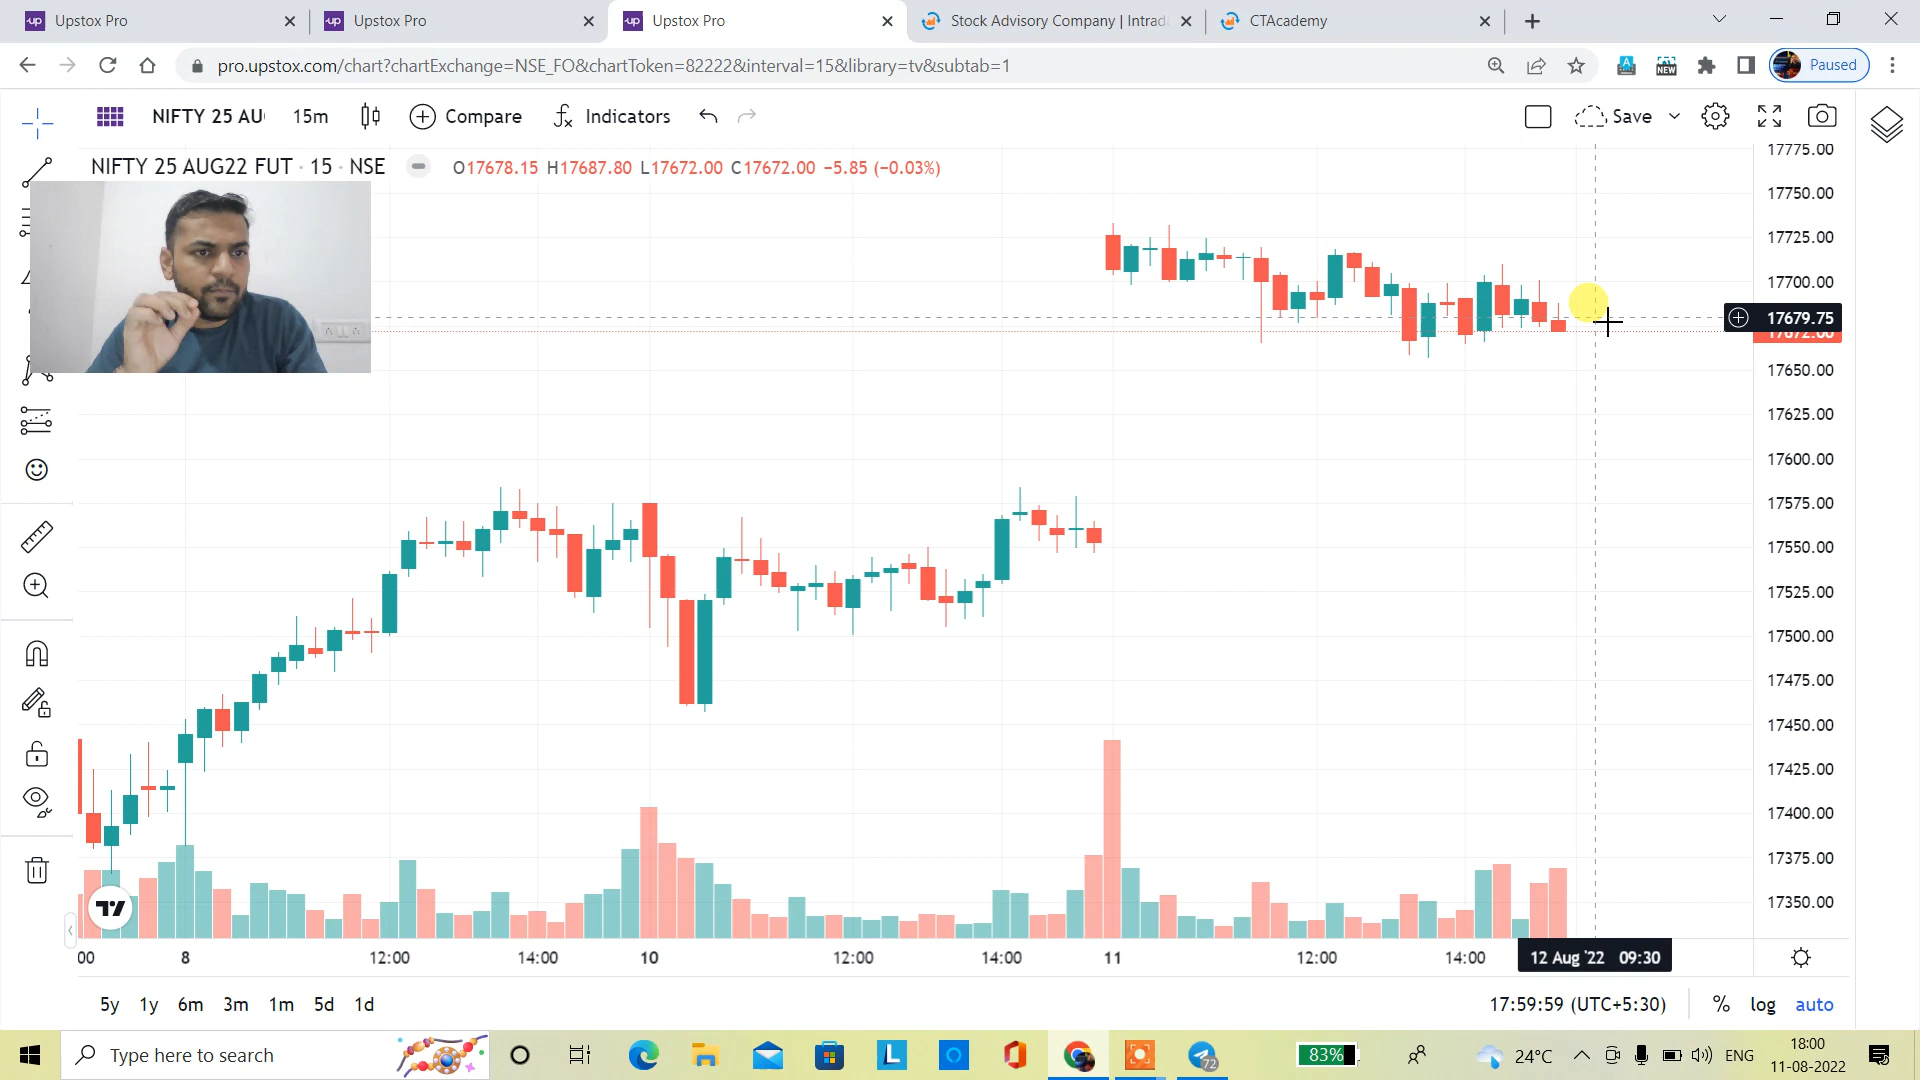 Upstox Pro
Upstox Pro
Upstox Pro
Stock Advisory Company | Intrad
CTAcademy
pro.upstox.com/chart?chartExchange=NSE_FO&chartToken=82222&interval=15&library=tv&subtab=1
NEW
Paused
NIFTY 25 AU
15m
Compare
Indicators
Save
NIFTY 25 AUG22 FUT · 15 · NSE
O17678.15 H17687.80 L17672.00 C17672.00 −5.85 (−0.03%)
17775.00
17750.00
17725.00
17700.00
17679.75
17672.00
17650.00
17625.00
17600.00
17575.00
17550.00
17525.00
17500.00
17475.00
17450.00
17425.00
17400.00
17375.00
17350.00
00
8
12:00
14:00
10
12:00
14:00
11
12:00
14:00
12 Aug '22 09:30
5y 1y 6m 3m 1m 5d 1d
17:59:59 (UTC+5:30)
% log auto
Type here to search
L
72
83%
24°C
ENG
18:00
11-08-2022